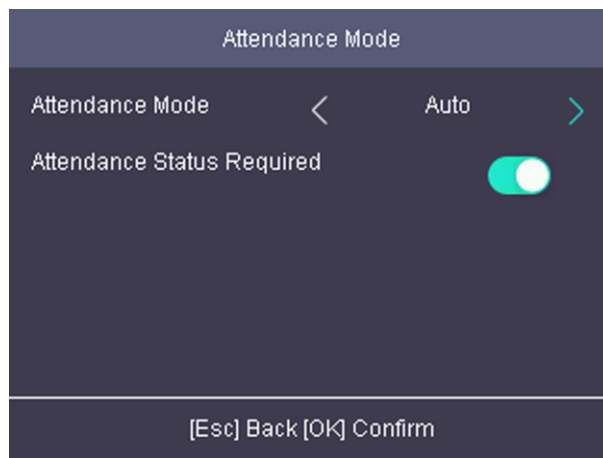 Attendance Mode
Attendance Mode < Auto >
Attendance Status Required
[Esc] Back [OK] Confirm